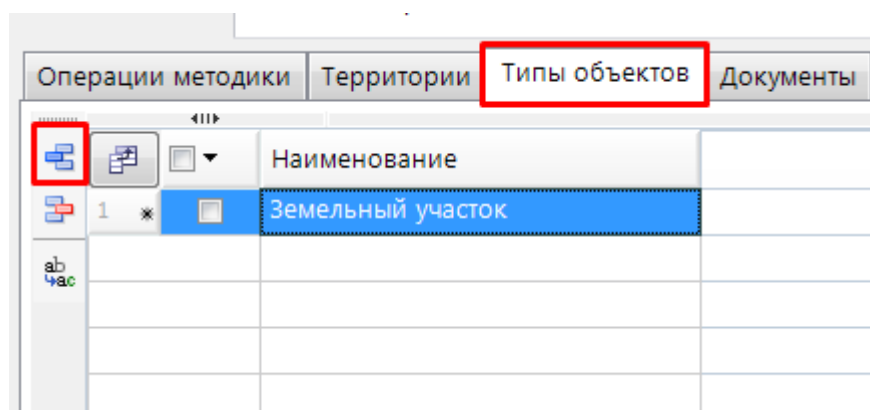 Операции методики Территории Типы объектов Документы
Наименование
1 * Земельный участок
ab
ac